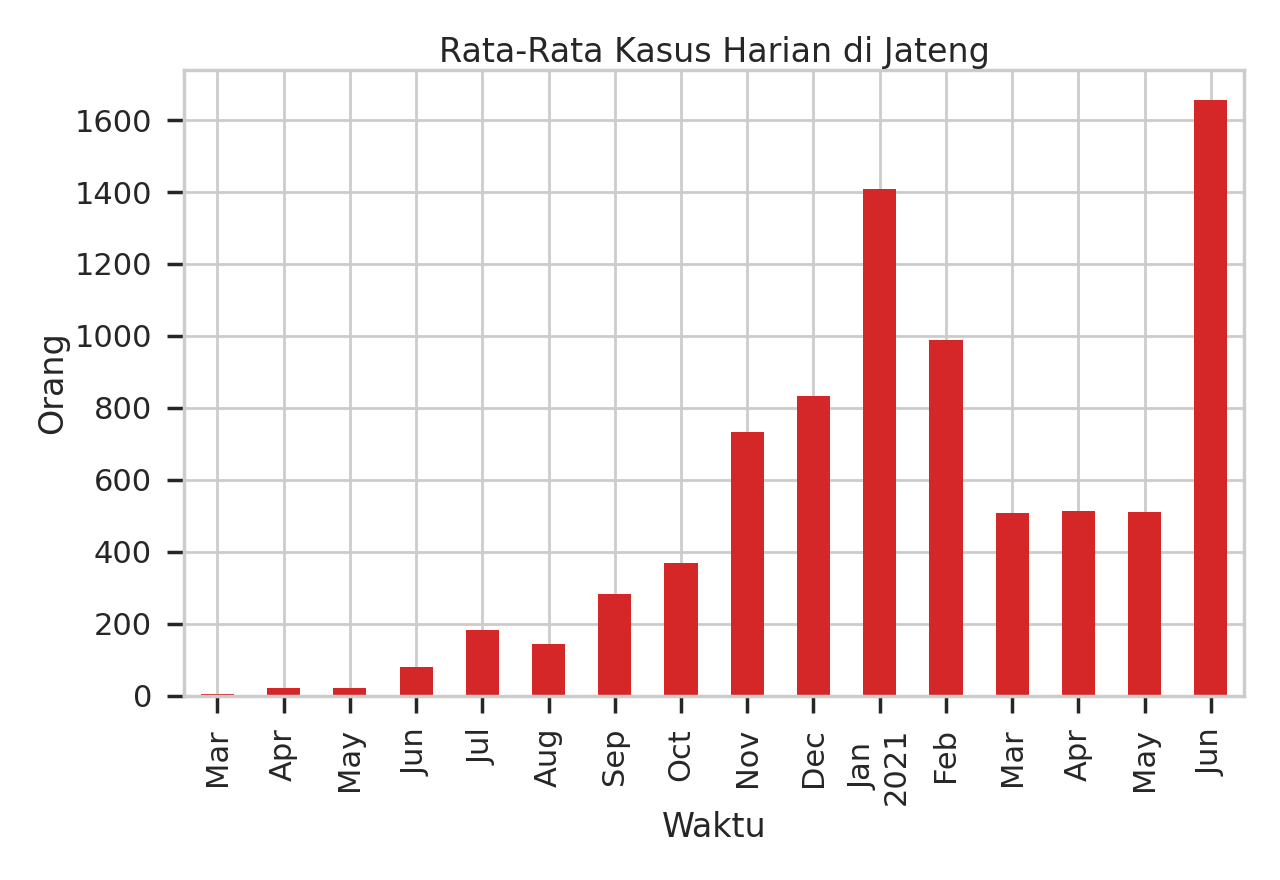 Rata-Rata Kasus Harian di Jateng
1600
1400
1200
1000
800
600
400
200
0
Orang
Mar
Apr
May
Jun
Jul
Aug
Sep
Oct
Nov
Dec
Jan
2021
Feb
Mar
Apr
May
Jun
Waktu